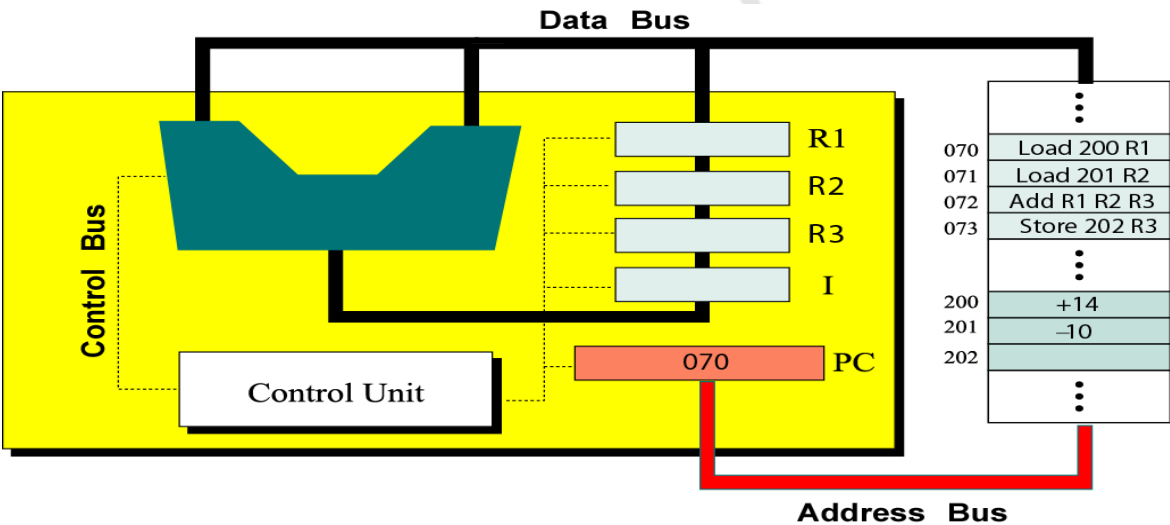 Data Bus
R1
R2
R3
I
070 PC
Control Bus
Control Unit
070 Load 200 R1
071 Load 201 R2
072 Add R1 R2 R3
073 Store 202 R3
200 +14
201 –10
202
Address Bus